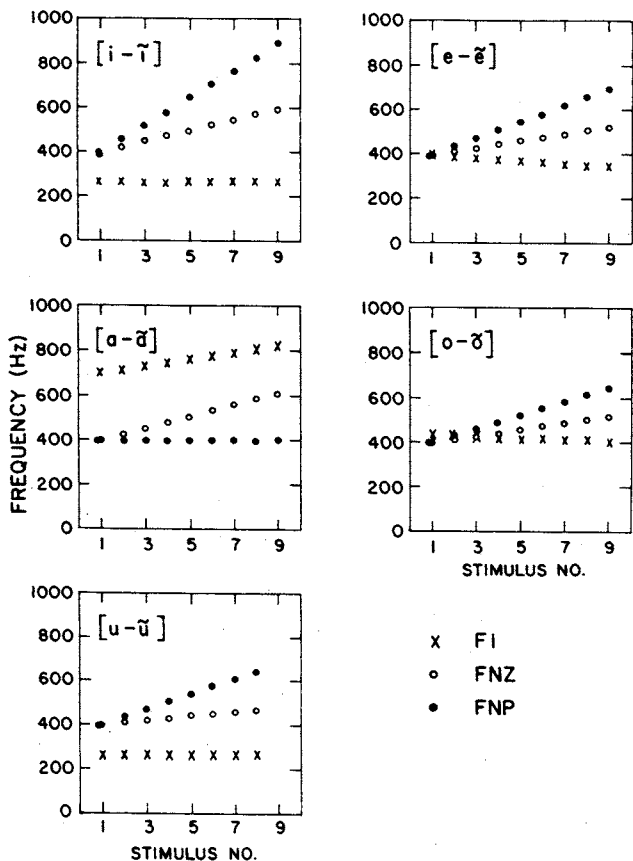 [i - ĩ]
1000
800
600
400
200
0
1 3 5 7 9
[e - ẽ]
1000
800
600
400
200
0
1 3 5 7 9
[a - ã]
1000
800
600
400
200
0
1 3 5 7 9
[o - õ]
1000
800
600
400
200
0
1 3 5 7 9
STIMULUS NO.
FREQUENCY (Hz)
[u - ũ]
1000
800
600
400
200
0
1 3 5 7 9
STIMULUS NO.
X F1
o FNZ
● FNP